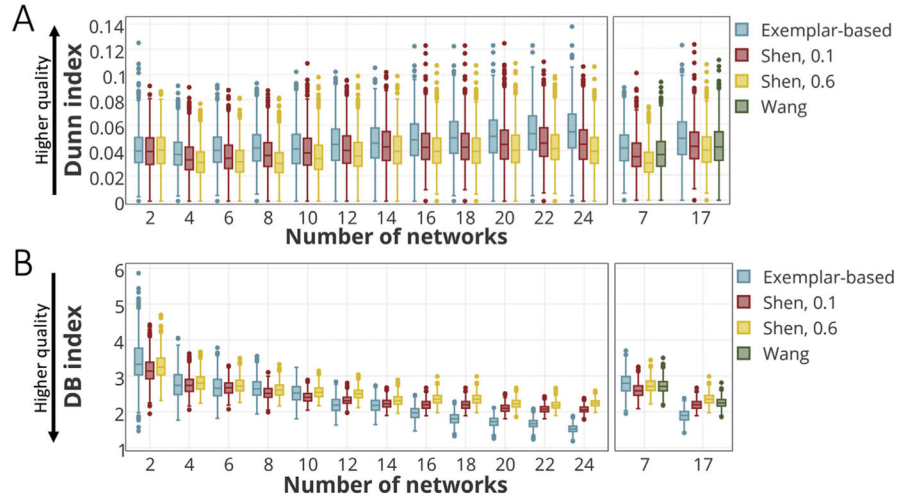 A
Higher quality
Dunn index
0.14
0.12
0.1
0.08
0.06
0.04
0.02
0
2 4 6 8 10 12 14 16 18 20 22 24 7 17
Number of networks
Exemplar-based
Shen, 0.1
Shen, 0.6
Wang
B
Higher quality
DB index
6
5
4
3
2
1
2 4 6 8 10 12 14 16 18 20 22 24 7 17
Number of networks
Exemplar-based
Shen, 0.1
Shen, 0.6
Wang